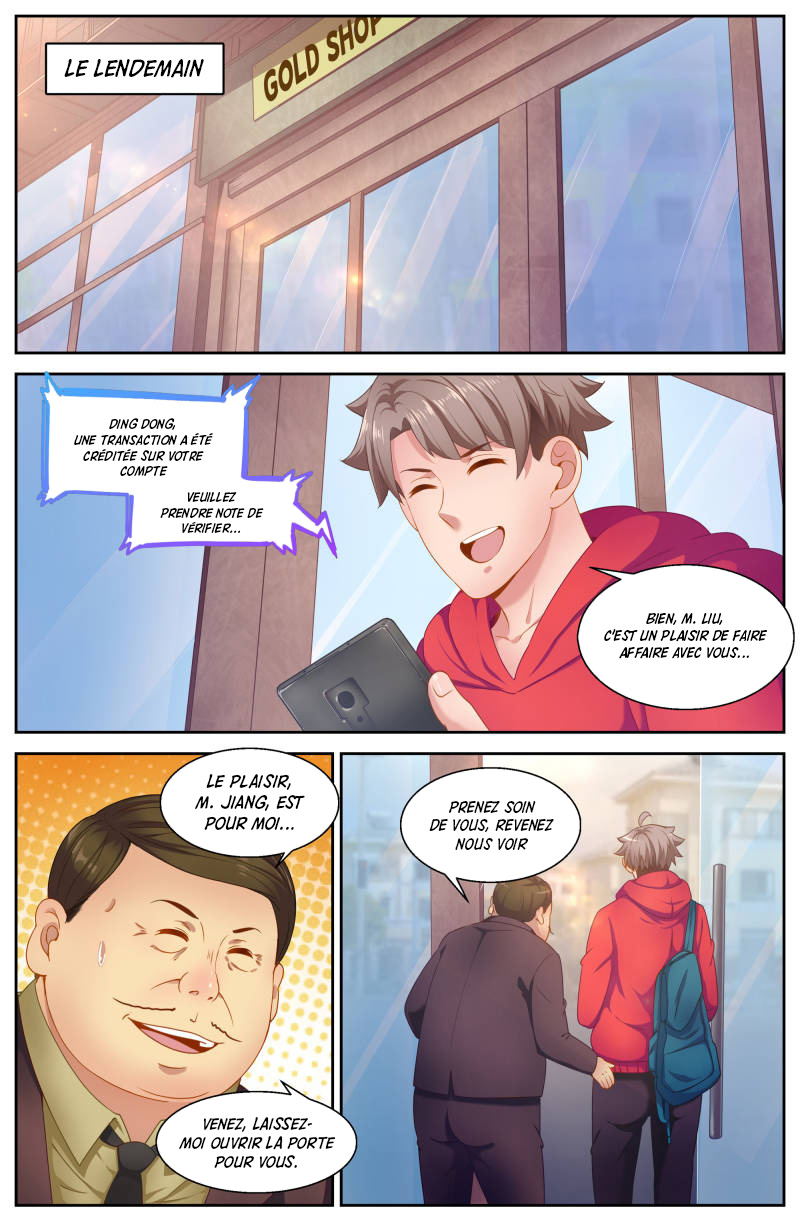 LE LENDEMAIN
GOLD SHOP
DING DONG,
UNE TRANSACTION A ÉTÉ
CRÉDITÉE SUR VOTRE
COMPTE
VEUILLEZ
PRENDRE NOTE DE
VÉRIFIER...
BIEN, M. LIU,
C'EST UN PLAISIR DE FAIRE
AFFAIRE AVEC VOUS...
LE PLAISIR,
M. JIANG, EST
POUR MOI...
VENEZ, LAISSEZ-
MOI OUVRIR LA PORTE
POUR VOUS.
PRENEZ SOIN
DE VOUS, REVENEZ
NOUS VOIR